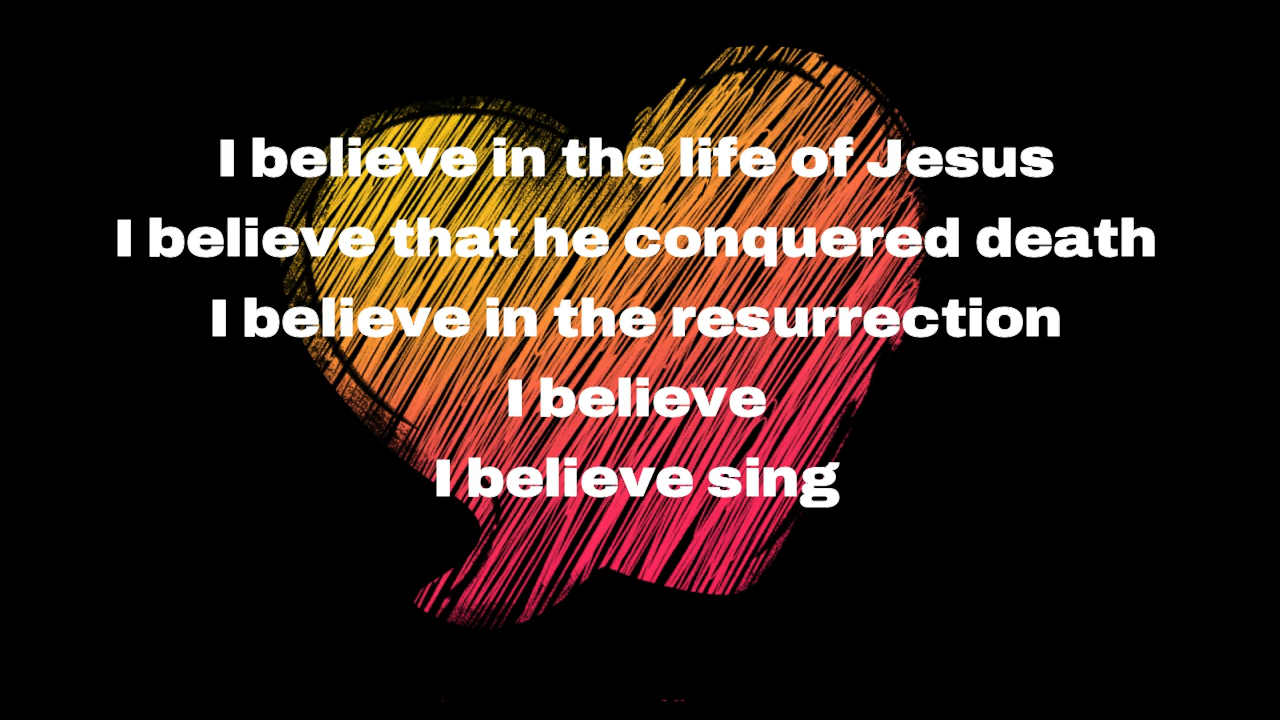 I believe in the life of Jesus
I believe that he conquered death
I believe in the resurrection
I believe
I believe sing